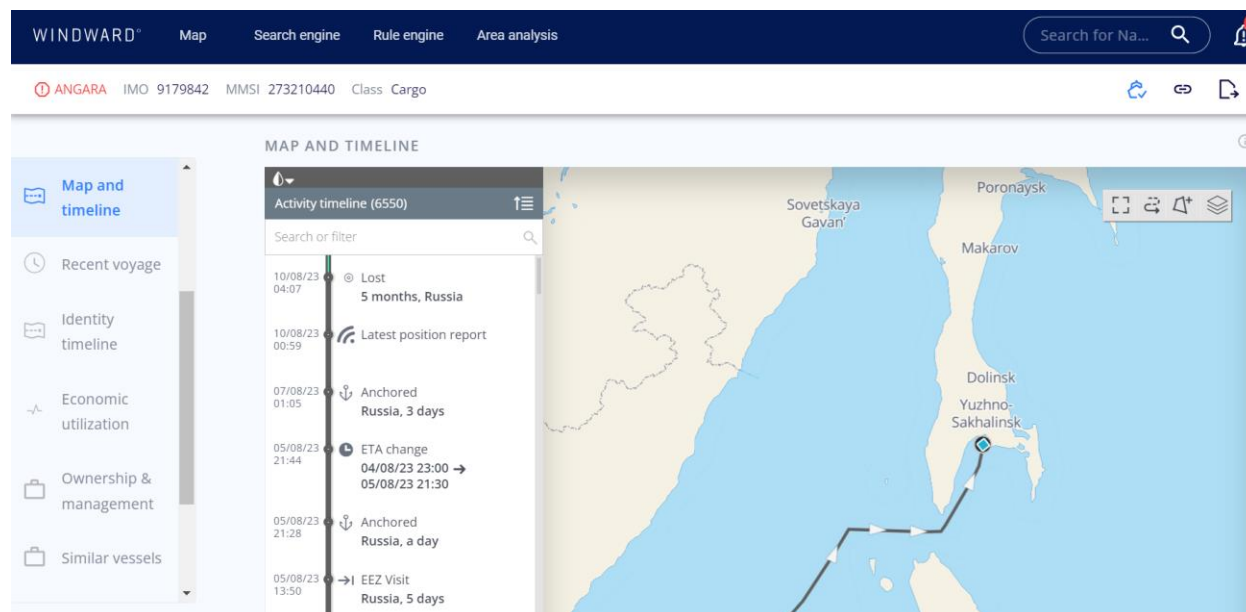 WINDWARD® Map Search engine Rule engine Area analysis Search for Na...
ANGARA IMO 9179842 MMSI 273210440 Class Cargo
MAP AND TIMELINE
Map and
timeline
Recent voyage
Identity
timeline
Economic
utilization
Ownership &
management
Similar vessels
Activity timeline (6550)
Search or filter
10/08/23 Lost
04:07 5 months, Russia
10/08/23 Latest position report
00:59
07/08/23 Anchored
01:05 Russia, 3 days
05/08/23 ETA change
21:44 04/08/23 23:00 →
05/08/23 21:30
05/08/23 Anchored
21:28 Russia, a day
05/08/23 EEZ Visit
13:50 Russia, 5 days
Poronaysk
Sovetskaya
Gavan'
Makarov
Dolinsk
Yuzhno-
Sakhalinsk